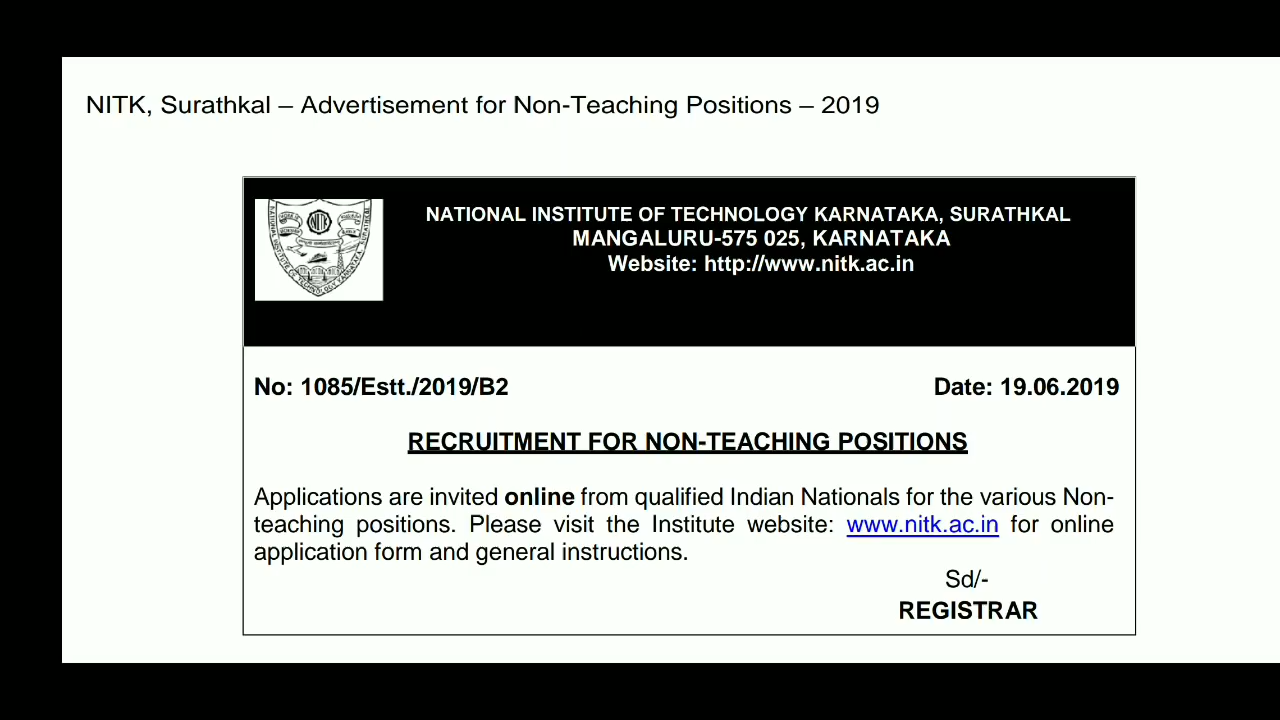 NITK, Surathkal – Advertisement for Non-Teaching Positions – 2019
NITK
NATIONAL INSTITUTE OF TECHNOLOGY KARNATAKA, SURATHKAL
MANGALURU-575 025, KARNATAKA
Website: http://www.nitk.ac.in
No: 1085/Estt./2019/B2 Date: 19.06.2019
RECRUITMENT FOR NON-TEACHING POSITIONS
Applications are invited online from qualified Indian Nationals for the various Non-
teaching positions. Please visit the Institute website: www.nitk.ac.in for online
application form and general instructions.
Sd/-
REGISTRAR